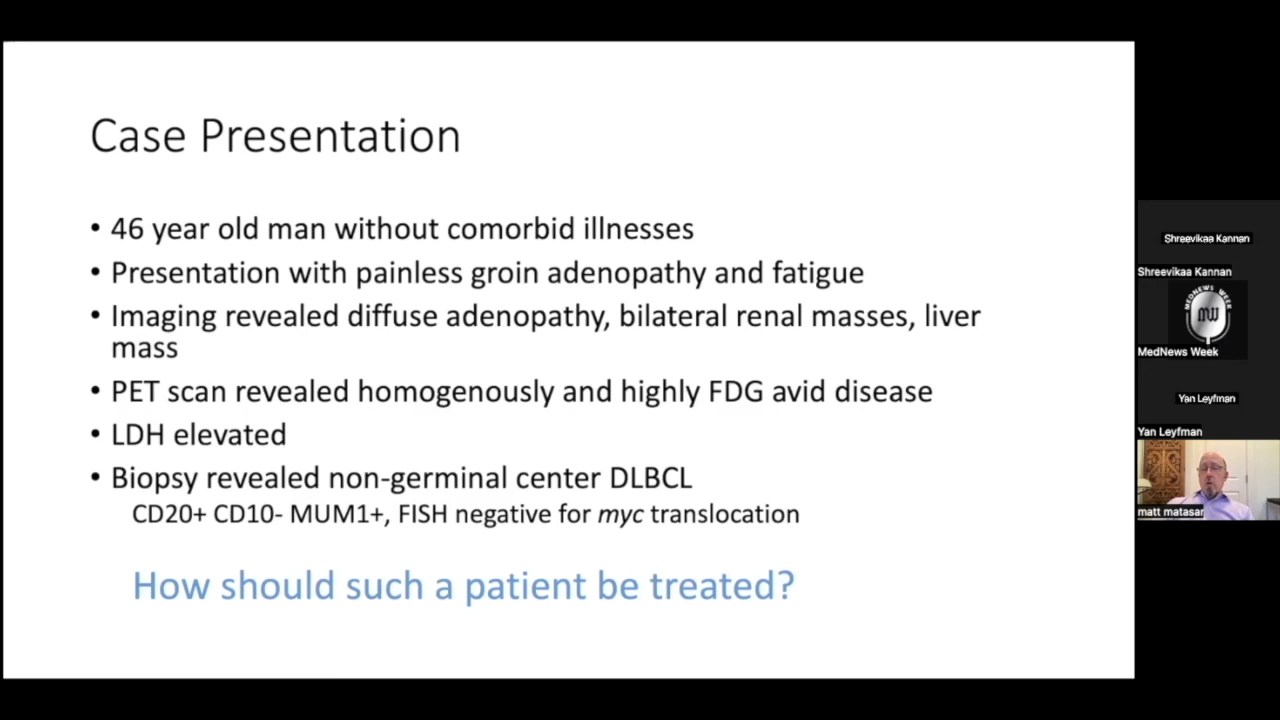 Case Presentation
• 46 year old man without comorbid illnesses
• Presentation with painless groin adenopathy and fatigue
• Imaging revealed diffuse adenopathy, bilateral renal masses, liver
mass
• PET scan revealed homogenously and highly FDG avid disease
• LDH elevated
• Biopsy revealed non-germinal center DLBCL
CD20+ CD10- MUM1+, FISH negative for myc translocation
How should such a patient be treated?
Shreevikaa Kannan
Shreevikaa Kannan
MEDNEWS WEEK
MW
MedNews Week
Yan Leyfman
Yan Leyfman
matt matasar